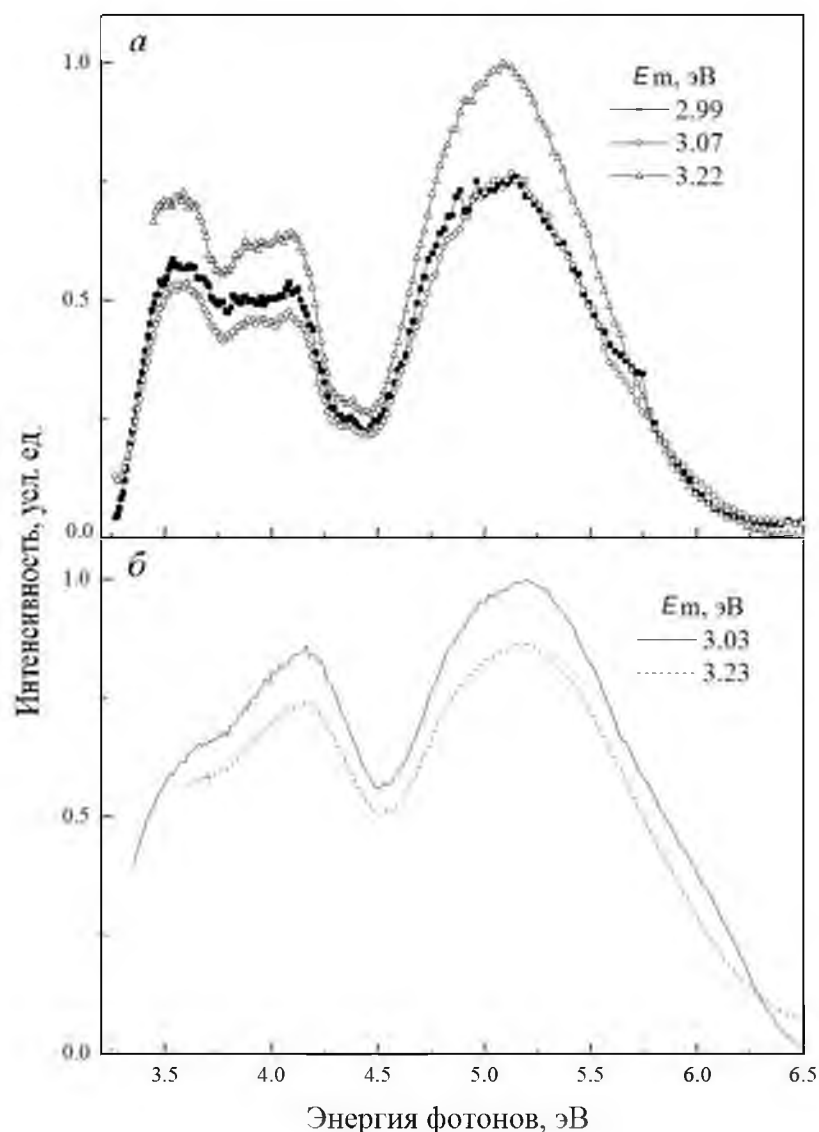 а
Eт, эВ
2.99
3.07
3.22
1.0
0.5
0.0
б
Eт, эВ
3.03
3.23
1.0
0.5
0.0
Интенсивность, усл. ед
3.5 4.0 4.5 5.0 5.5 6.0 6.5
Энергия фотонов, эВ